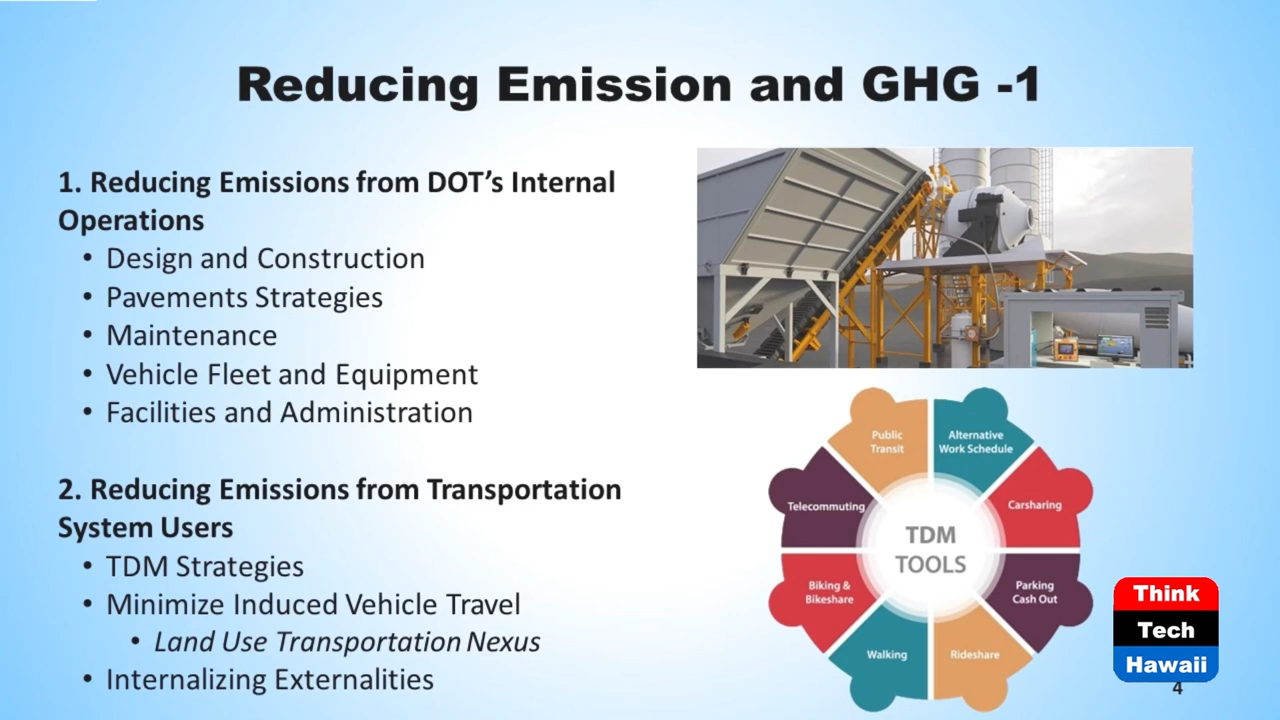 Reducing Emission and GHG -1
1. Reducing Emissions from DOT’s Internal
Operations
• Design and Construction
• Pavements Strategies
• Maintenance
• Vehicle Fleet and Equipment
• Facilities and Administration
2. Reducing Emissions from Transportation
System Users
• TDM Strategies
• Minimize Induced Vehicle Travel
• Land Use Transportation Nexus
• Internalizing Externalities
Public
Transit
Alternative
Work Schedule
Telecommuting
Carsharing
TDM
TOOLS
Biking &
Bikeshare
Parking
Cash Out
Walking
Rideshare
Think
Tech
Hawaii
4